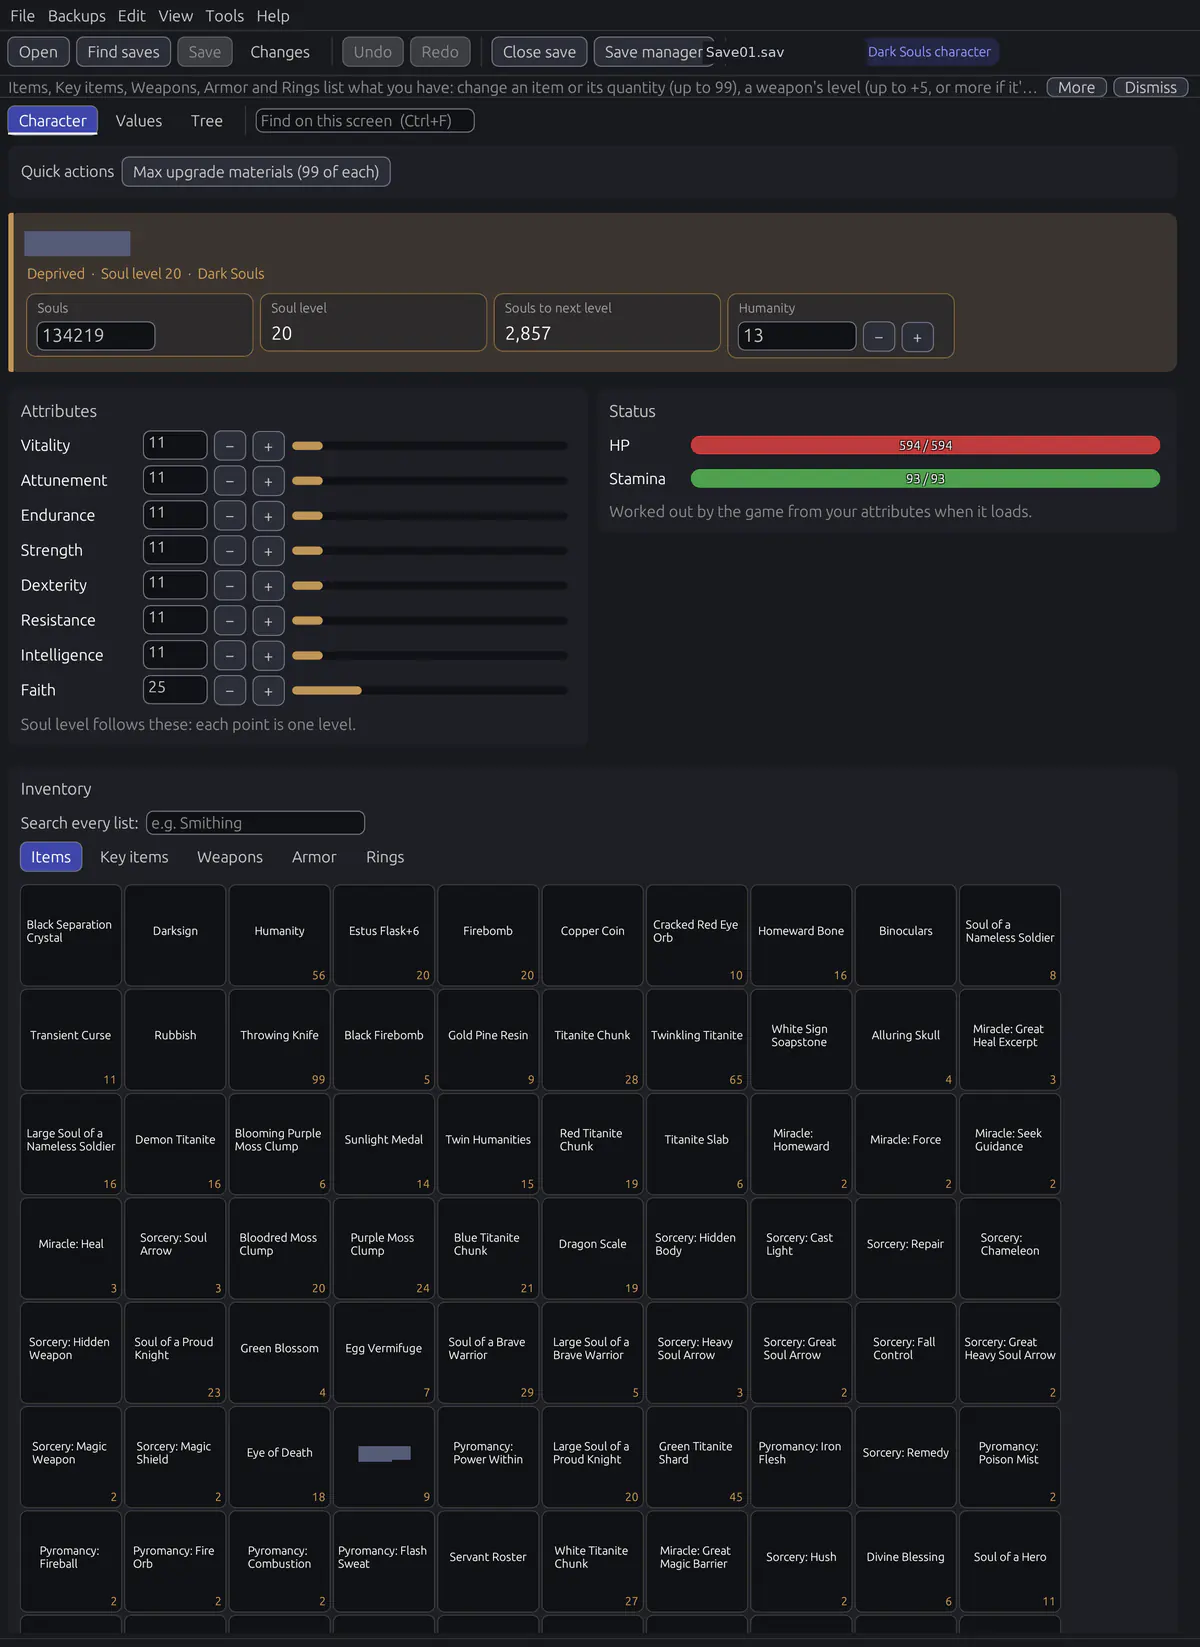 File Backups Edit View Tools Help
Open Find saves Save Changes Undo Redo Close save Save manager Save01.sav Dark Souls character
Items, Key items, Weapons, Armor and Rings list what you have: change an item or its quantity (up to 99), a weapon's level (up to +5, or more if it'… More Dismiss
Character Values Tree Find on this screen (Ctrl+F)
Quick actions Max upgrade materials (99 of each)
Deprived · Soul level 20 · Dark Souls
Souls Soul level Souls to next level Humanity
134219 20 2,857 13 − +
Attributes
Vitality 11 − +
Attunement 11 − +
Endurance 11 − +
Strength 11 − +
Dexterity 11 − +
Resistance 11 − +
Intelligence 11 − +
Faith 25 − +
Soul level follows these: each point is one level.
Status
HP 594 / 594
Stamina 93 / 93
Worked out by the game from your attributes when it loads.
Inventory
Search every list: e.g. Smithing
Items Key items Weapons Armor Rings
Black Separation
Crystal
Darksign
Humanity
56
Estus Flask+6
20
Firebomb
20
Copper Coin
Cracked Red Eye
Orb
10
Homeward Bone
16
Binoculars
Soul of a
Nameless Soldier
8
Transient Curse
11
Rubbish
Throwing Knife
99
Black Firebomb
5
Gold Pine Resin
9
Titanite Chunk
28
Twinkling Titanite
65
White Sign
Soapstone
Alluring Skull
4
Miracle: Great
Heal Excerpt
3
Large Soul of a
Nameless Soldier
16
Demon Titanite
16
Blooming Purple
Moss Clump
6
Sunlight Medal
14
Twin Humanities
15
Red Titanite
Chunk
19
Titanite Slab
6
Miracle:
Homeward
2
Miracle: Force
2
Miracle: Seek
Guidance
2
Miracle: Heal
3
Sorcery: Soul
Arrow
3
Bloodred Moss
Clump
20
Purple Moss
Clump
24
Blue Titanite
Chunk
21
Dragon Scale
19
Sorcery: Hidden
Body
Sorcery: Cast
Light
Sorcery: Repair
Sorcery:
Chameleon
Sorcery: Hidden
Weapon
Soul of a Proud
Knight
23
Green Blossom
4
Egg Vermifuge
7
Soul of a Brave
Warrior
29
Large Soul of a
Brave Warrior
5
Sorcery: Heavy
Soul Arrow
3
Sorcery: Great
Soul Arrow
2
Sorcery: Fall
Control
Sorcery: Great
Heavy Soul Arrow
2
Sorcery: Magic
Weapon
2
Sorcery: Magic
Shield
2
Eye of Death
18
9
Pyromancy:
Power Within
Large Soul of a
Proud Knight
20
Green Titanite
Shard
45
Pyromancy: Iron
Flesh
Sorcery: Remedy
Pyromancy:
Poison Mist
2
Pyromancy:
Fireball
2
Pyromancy: Fire
Orb
2
Pyromancy:
Combustion
2
Pyromancy: Flash
Sweat
Servant Roster
White Titanite
Chunk
27
Miracle: Great
Magic Barrier
Sorcery: Hush
2
Divine Blessing
6
Soul of a Hero
11